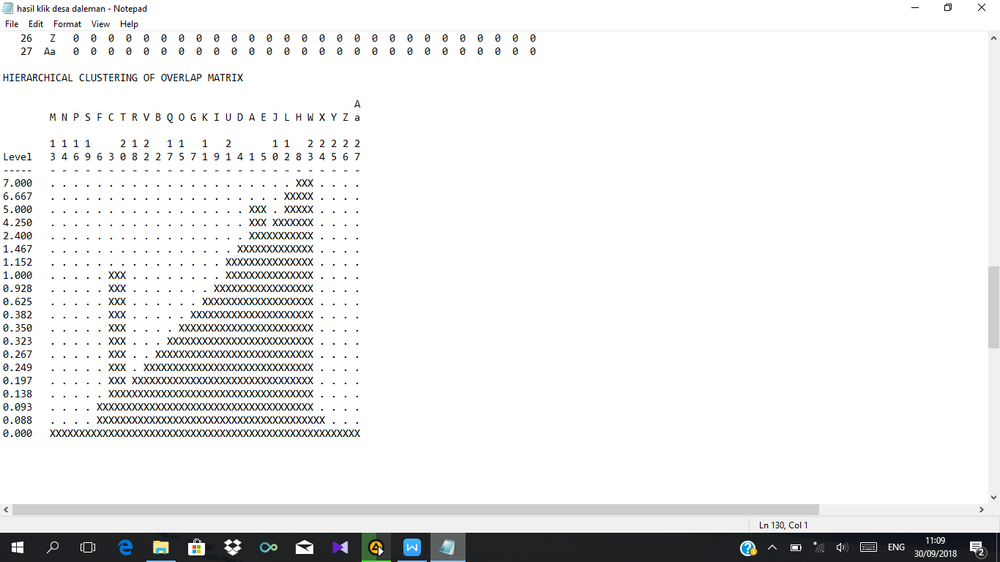 hasil klik desa daleman - Notepad
File Edit Format View Help
26 Z 0 0 0 0 0 0 0 0 0 0 0 0 0 0 0 0 0 0 0 0 0 0 0 0 0 0 0
27 Aa 0 0 0 0 0 0 0 0 0 0 0 0 0 0 0 0 0 0 0 0 0 0 0 0 0 0 0
HIERARCHICAL CLUSTERING OF OVERLAP MATRIX
A
M N P S F C T R V B Q O G K I U D A E J L H W X Y Z a
1 1 1 1 2 1 2 1 1 1 2 1 1 2 2 2 2 2
Level 3 4 6 9 6 3 0 8 2 2 7 5 7 1 9 1 4 1 5 0 2 8 3 4 5 6 7
----- - - - - - - - - - - - - - - - - - - - - - - - - - - -
7.000 . . . . . . . . . . . . . . . . . . . . . XXX . . . .
6.667 . . . . . . . . . . . . . . . . . . . . XXXXX . . . .
5.000 . . . . . . . . . . . . . . . . . XXX . XXXXX . . . .
4.250 . . . . . . . . . . . . . . . . . XXX XXXXXXX . . . .
2.400 . . . . . . . . . . . . . . . . . XXXXXXXXXXX . . . .
1.467 . . . . . . . . . . . . . . . . XXXXXXXXXXXXX . . . .
1.152 . . . . . . . . . . . . . . . XXXXXXXXXXXXXXX . . . .
1.000 . . . . . XXX . . . . . . . . XXXXXXXXXXXXXXX . . . .
0.928 . . . . . XXX . . . . . . . XXXXXXXXXXXXXXXXX . . . .
0.625 . . . . . XXX . . . . . . XXXXXXXXXXXXXXXXXXX . . . .
0.382 . . . . . XXX . . . . . XXXXXXXXXXXXXXXXXXXXX . . . .
0.350 . . . . . XXX . . . . XXXXXXXXXXXXXXXXXXXXXXX . . . .
0.323 . . . . . XXX . . . XXXXXXXXXXXXXXXXXXXXXXXXX . . . .
0.267 . . . . . XXX . . XXXXXXXXXXXXXXXXXXXXXXXXXXX . . . .
0.249 . . . . . XXX . XXXXXXXXXXXXXXXXXXXXXXXXXXXXX . . . .
0.197 . . . . . XXX XXXXXXXXXXXXXXXXXXXXXXXXXXXXXXX . . . .
0.138 . . . . . XXXXXXXXXXXXXXXXXXXXXXXXXXXXXXXXXXX . . . .
0.093 . . . . XXXXXXXXXXXXXXXXXXXXXXXXXXXXXXXXXXXXX . . . .
0.088 . . . . XXXXXXXXXXXXXXXXXXXXXXXXXXXXXXXXXXXXXXX . . .
0.000 XXXXXXXXXXXXXXXXXXXXXXXXXXXXXXXXXXXXXXXXXXXXXXXXXXXXX
Ln 130, Col 1
ENG
11:09
30/09/2018
2